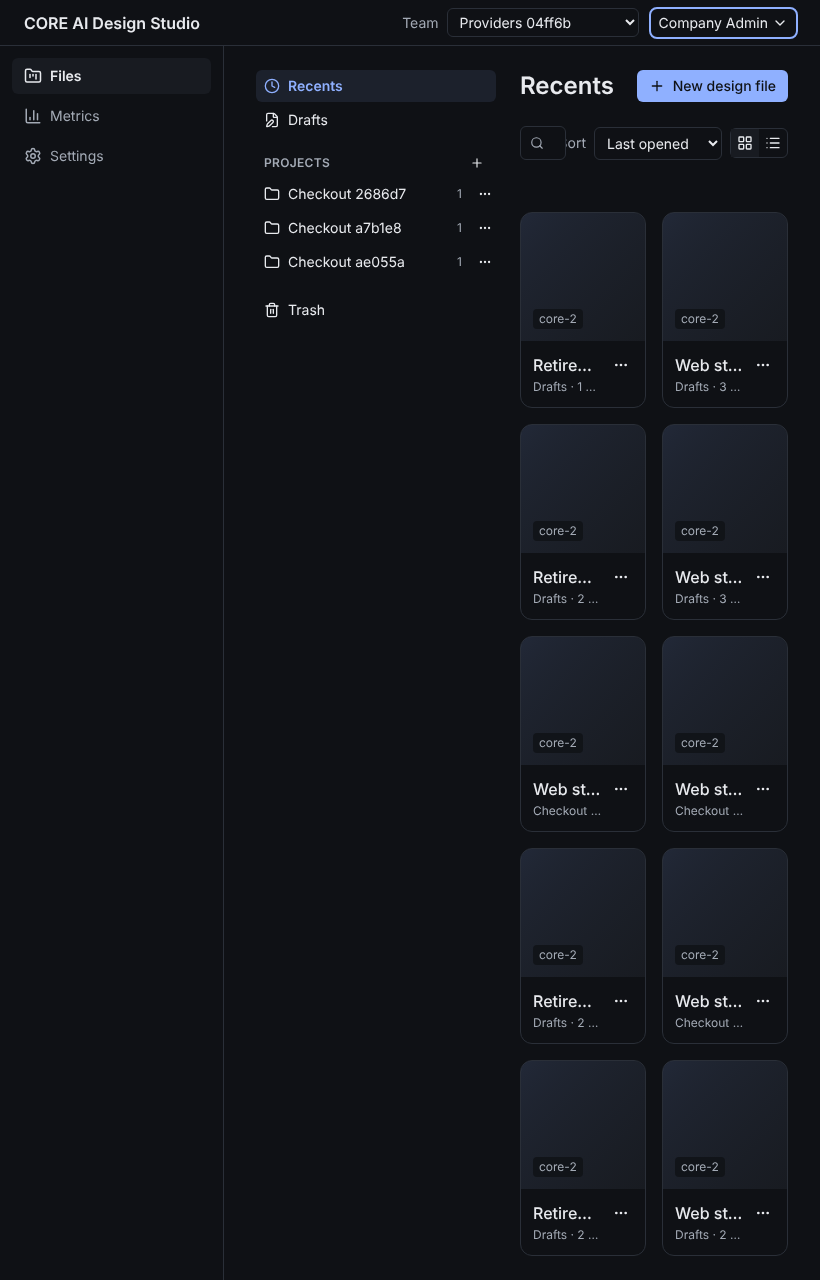 CORE AI Design Studio
Team
Providers 04ff6b
Company Admin
Files
Metrics
Settings
Recents
Drafts
PROJECTS
Checkout 2686d7 1
Checkout a7b1e8 1
Checkout ae055a 1
Trash
Recents
New design file
ort
Last opened
core-2
Retire...
Drafts · 1 ...
core-2
Web st...
Drafts · 3 ...
core-2
Retire...
Drafts · 2 ...
core-2
Web st...
Drafts · 3 ...
core-2
Web st...
Checkout ...
core-2
Web st...
Checkout ...
core-2
Retire...
Drafts · 2 ...
core-2
Web st...
Checkout ...
core-2
Retire...
Drafts · 2 ...
core-2
Web st...
Drafts · 2 ...